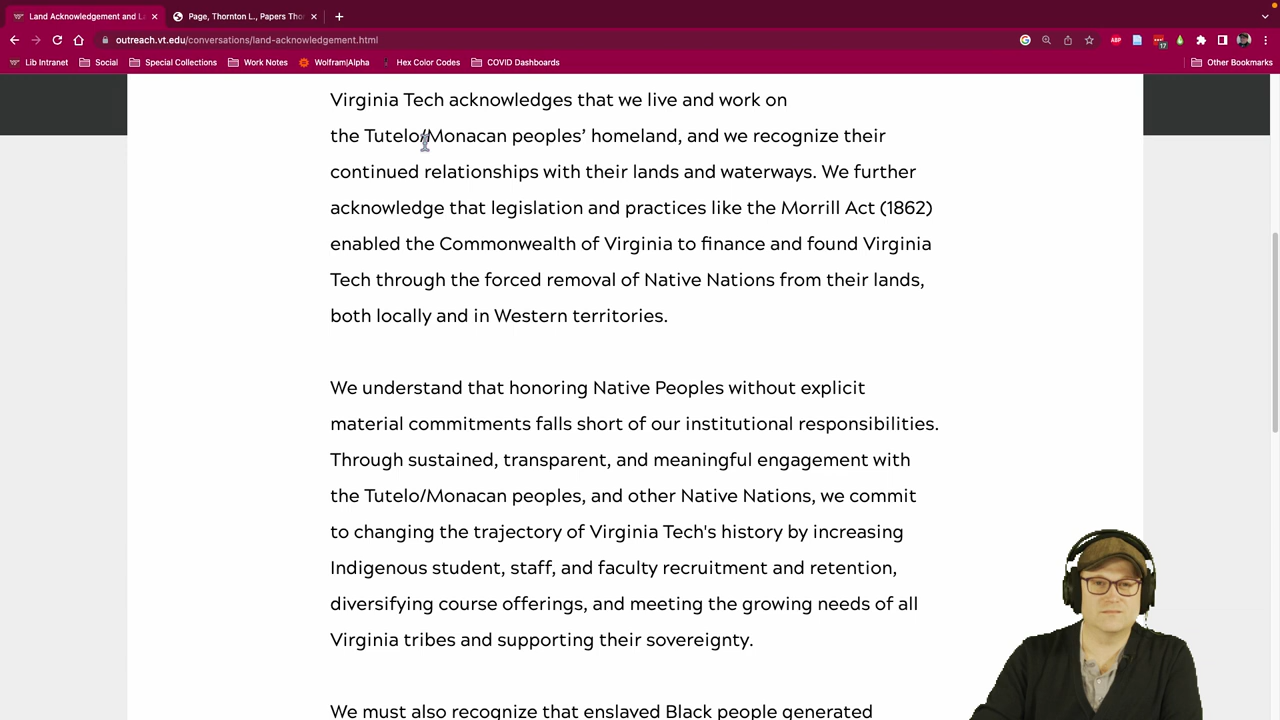 Land Acknowledgement and La
Page, Thornton L., Papers Tho
outreach.vt.edu/conversations/land-acknowledgement.html
ABP
17
Lib Intranet
Social
Special Collections
Work Notes
Wolfram|Alpha
Hex Color Codes
COVID Dashboards
Other Bookmarks
Virginia Tech acknowledges that we live and work on
the Tutelo/Monacan peoples’ homeland, and we recognize their
continued relationships with their lands and waterways. We further
acknowledge that legislation and practices like the Morrill Act (1862)
enabled the Commonwealth of Virginia to finance and found Virginia
Tech through the forced removal of Native Nations from their lands,
both locally and in Western territories.
We understand that honoring Native Peoples without explicit
material commitments falls short of our institutional responsibilities.
Through sustained, transparent, and meaningful engagement with
the Tutelo/Monacan peoples, and other Native Nations, we commit
to changing the trajectory of Virginia Tech's history by increasing
Indigenous student, staff, and faculty recruitment and retention,
diversifying course offerings, and meeting the growing needs of all
Virginia tribes and supporting their sovereignty.
We must also recognize that enslaved Black people generated